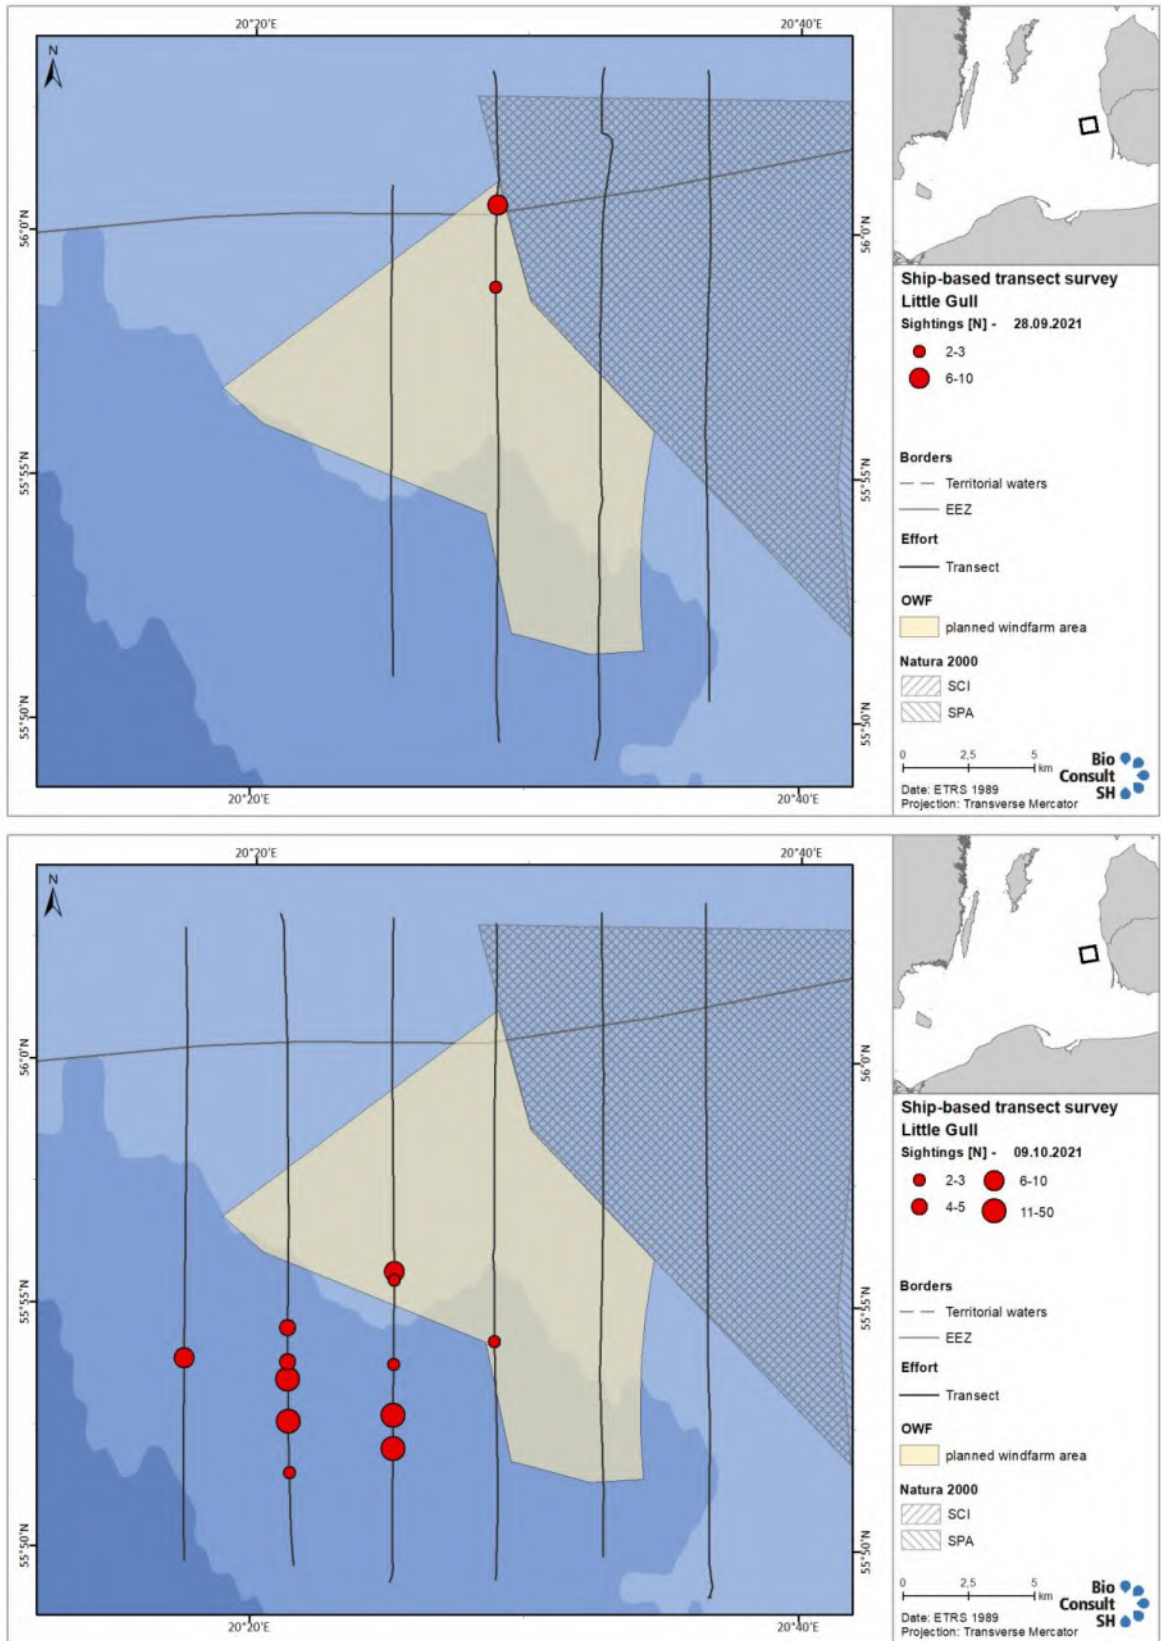 20°20'E
20°40'E
N
56°0'N
56°0'N
55°55'N
55°55'N
55°50'N
55°50'N
20°20'E
20°40'E
Ship-based transect survey
Little Gull
Sightings [N] - 28.09.2021
2-3
6-10
Borders
Territorial waters
EEZ
Effort
Transect
OWF
planned windfarm area
Natura 2000
SCI
SPA
0 2,5 5
km
Date: ETRS 1989
Projection: Transverse Mercator
Bio
Consult
SH
20°20'E
20°40'E
N
56°0'N
56°0'N
55°55'N
55°55'N
55°50'N
55°50'N
20°20'E
20°40'E
Ship-based transect survey
Little Gull
Sightings [N] - 09.10.2021
2-3 6-10
4-5 11-50
Borders
Territorial waters
EEZ
Effort
Transect
OWF
planned windfarm area
Natura 2000
SCI
SPA
0 2,5 5
km
Date: ETRS 1989
Projection: Transverse Mercator
Bio
Consult
SH